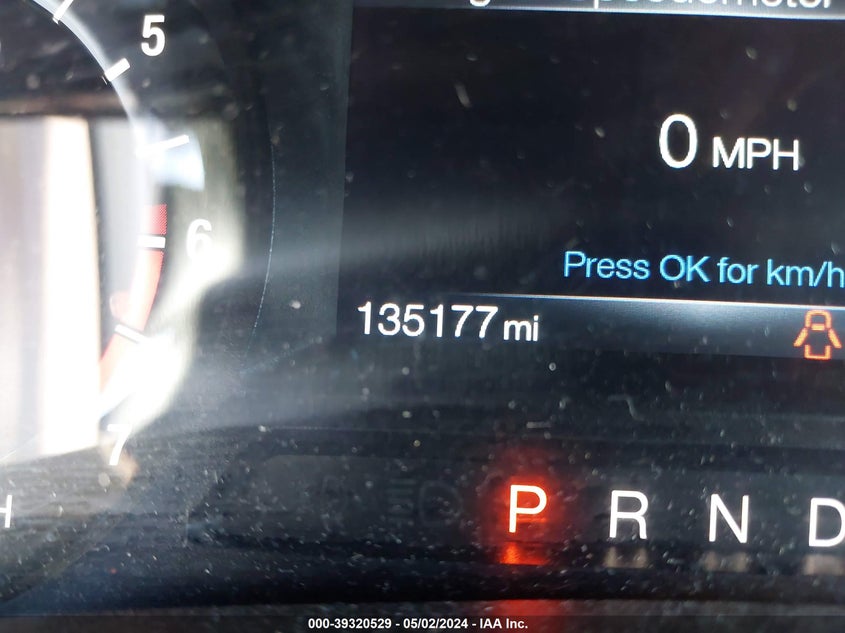 5
0 MPH
6
Press OK for km/h
135177 mi
7
H
P R N D
000-39320529 - 05/02/2024 - IAA Inc.